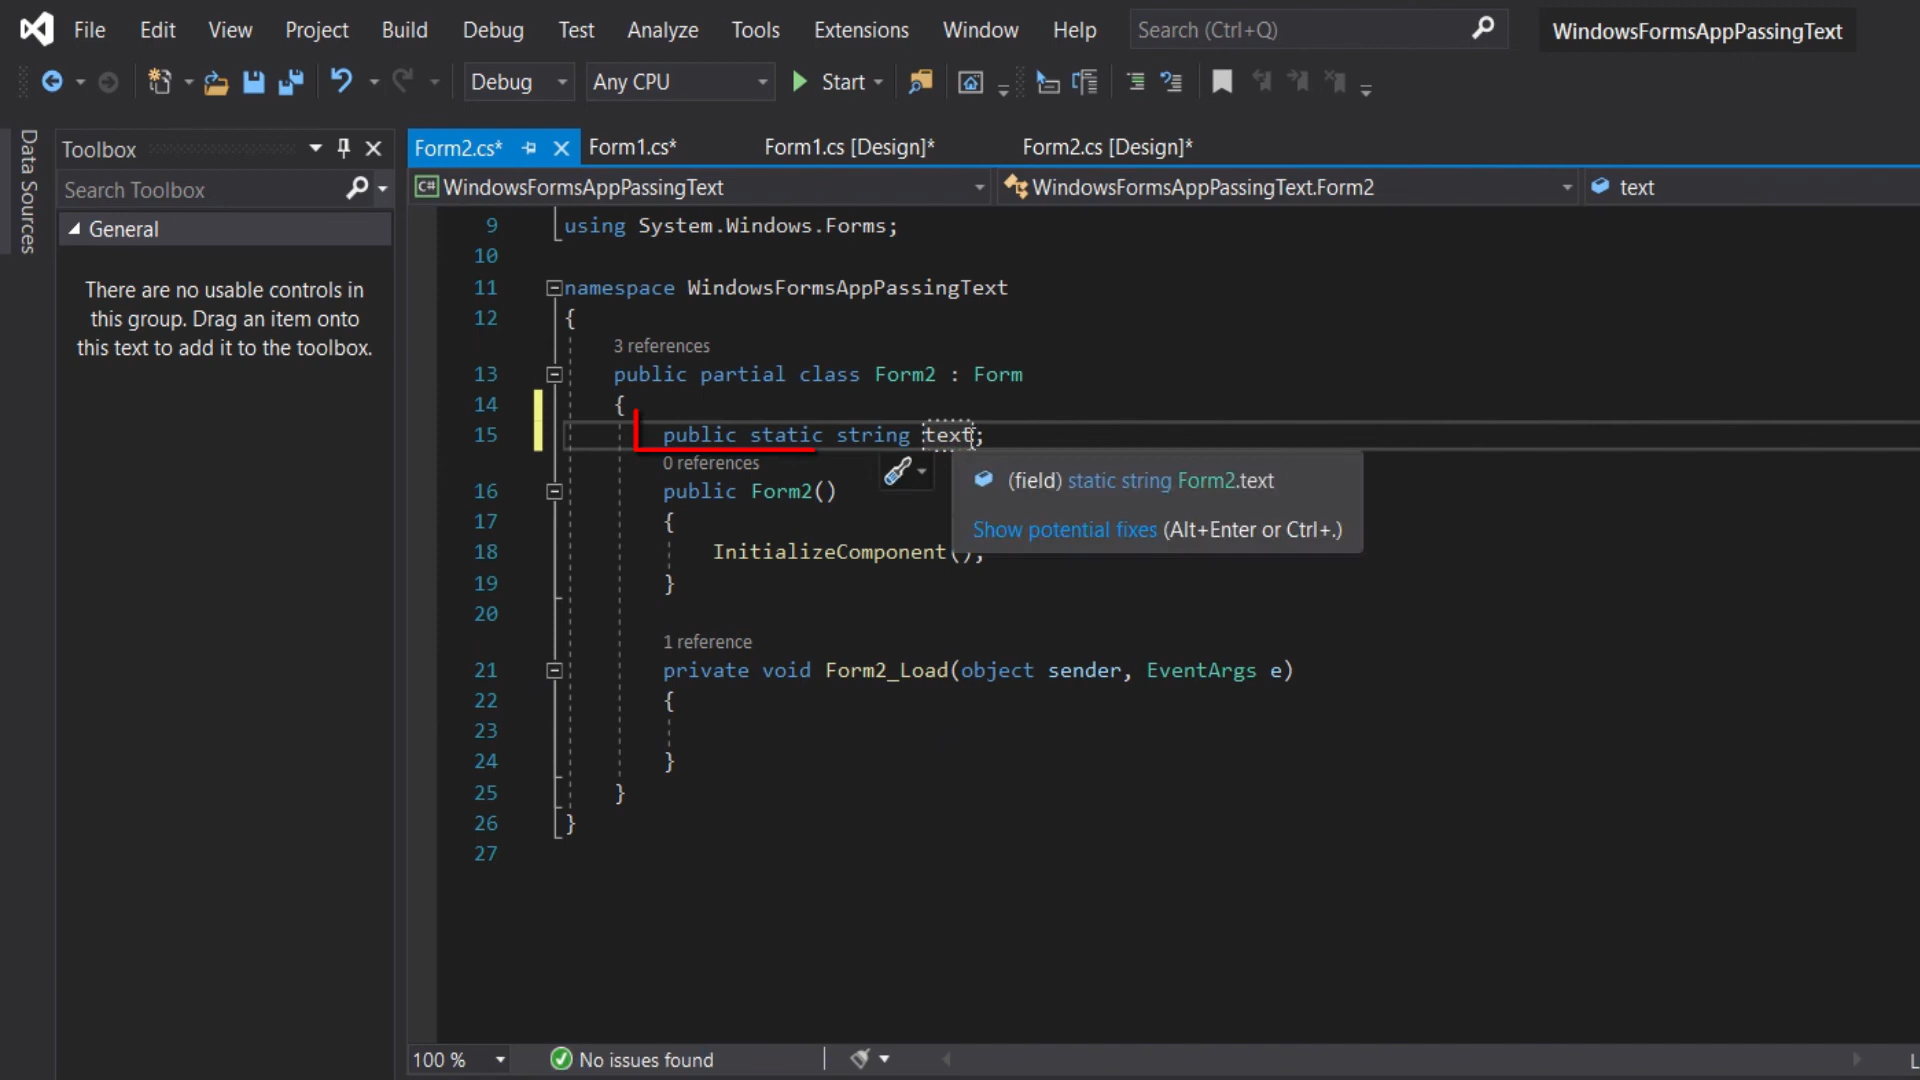 File Edit View Project Build Debug Test Analyze Tools Extensions Window Help Search (Ctrl+Q) WindowsFormsAppPassingText
Debug Any CPU Start
Data Sources
Toolbox
Search Toolbox
General
There are no usable controls in
this group. Drag an item onto
this text to add it to the toolbox.
Form2.cs* Form1.cs* Form1.cs [Design]* Form2.cs [Design]*
C# WindowsFormsAppPassingText WindowsFormsAppPassingText.Form2 text
9 using System.Windows.Forms;
10
11 namespace WindowsFormsAppPassingText
12 {
3 references
13 public partial class Form2 : Form
14 {
15 public static string text;
0 references
16 public Form2()
17 {
18 InitializeComponent();
19 }
20
1 reference
21 private void Form2_Load(object sender, EventArgs e)
22 {
23
24 }
25 }
26 }
27
(field) static string Form2.text
Show potential fixes (Alt+Enter or Ctrl+.)
100 % No issues found